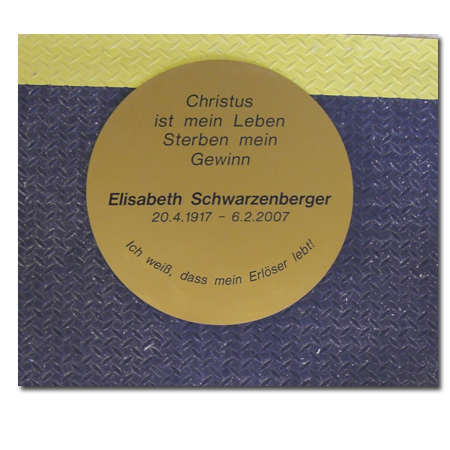 Christus
ist mein Leben
Sterben mein
Gewinn
Elisabeth Schwarzenberger
20.4.1917 - 6.2.2007
Ich weiß, dass mein Erlöser lebt!